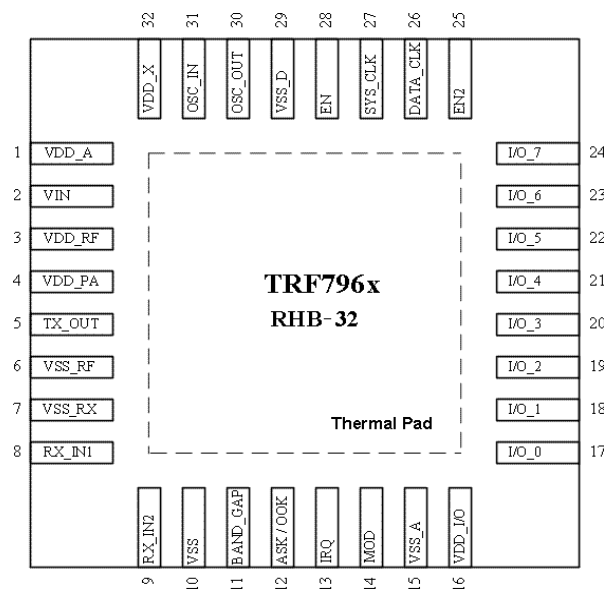 32 31 30 29 28 27 26 25
VDD_X
OSC_IN
OSC_OUT
VSS_D
EN
SYS_CLK
DATA_CLK
EN2
1 VDD_A
2 VIN
3 VDD_RF
4 VDD_PA
5 TX_OUT
6 VSS_RF
7 VSS_RX
8 RX_IN1
I/O_7 24
I/O_6 23
I/O_5 22
I/O_4 21
I/O_3 20
I/O_2 19
I/O_1 18
I/O_0 17
TRF796x
RHB-32
Thermal Pad
RX_IN2
VSS
BAND_GAP
ASK / OOK
IRQ
MOD
VSS_A
VDD_I/O
9 10 11 12 13 14 15 16